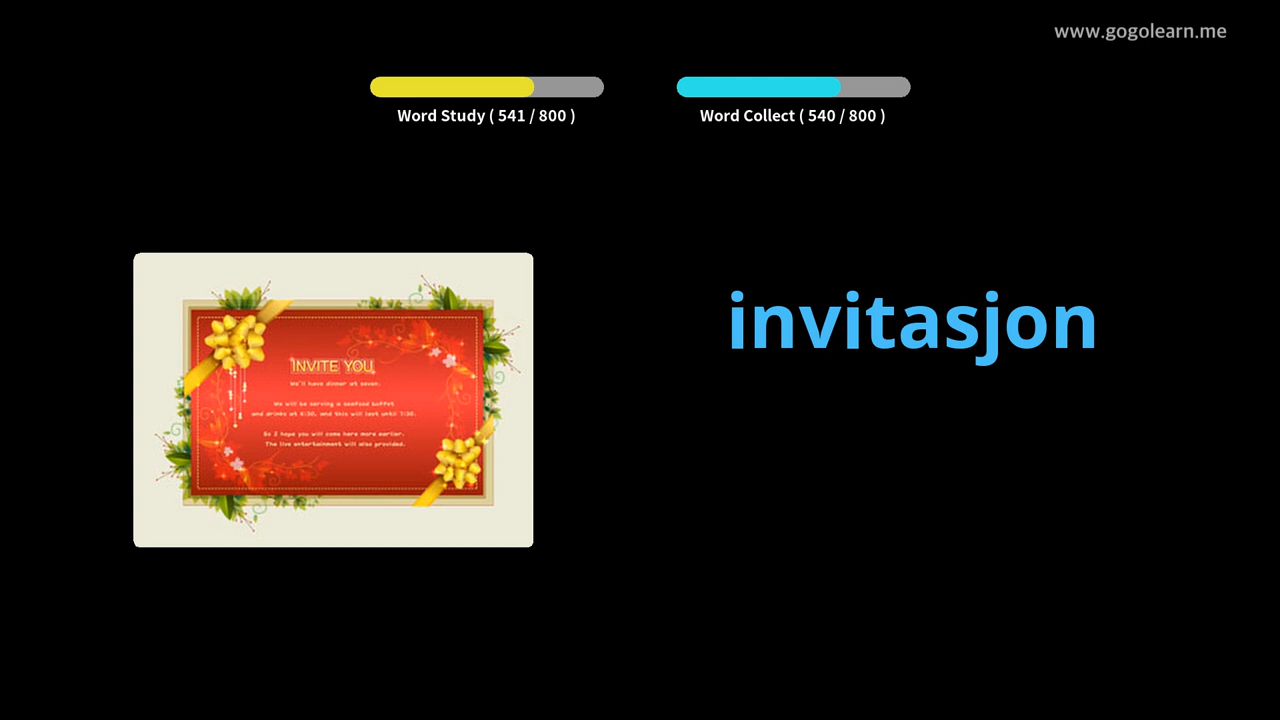 www.gogolearn.me
Word Study ( 541 / 800 )
Word Collect ( 540 / 800 )
invitasjon
INVITE YOU
We'll have dinner at seven.
We will be serving a seafood buffet
and drinks at 6:30, and this will last until 7:30.
So I hope you will come here more earlier.
The live entertainment will also provided.